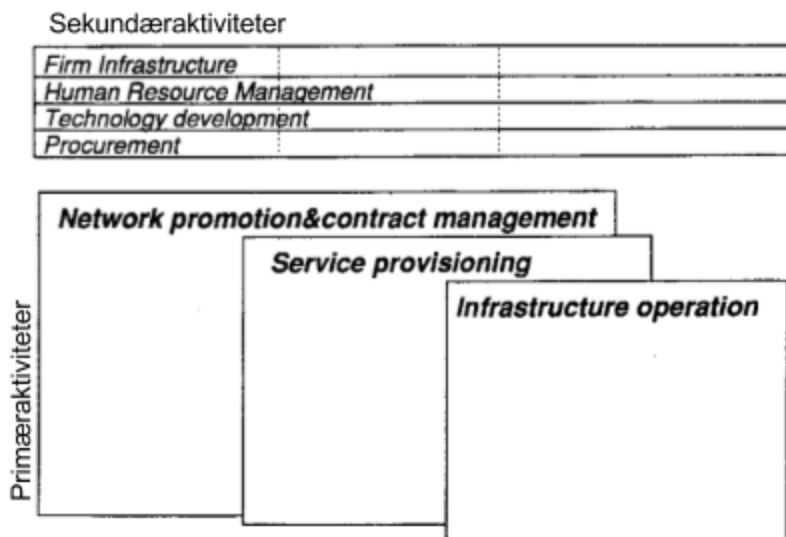 Sekundæraktiviteter
Firm Infrastructure
Human Resource Management
Technology development
Procurement
Network promotion&contract management
Service provisioning
Infrastructure operation
Primæraktiviteter